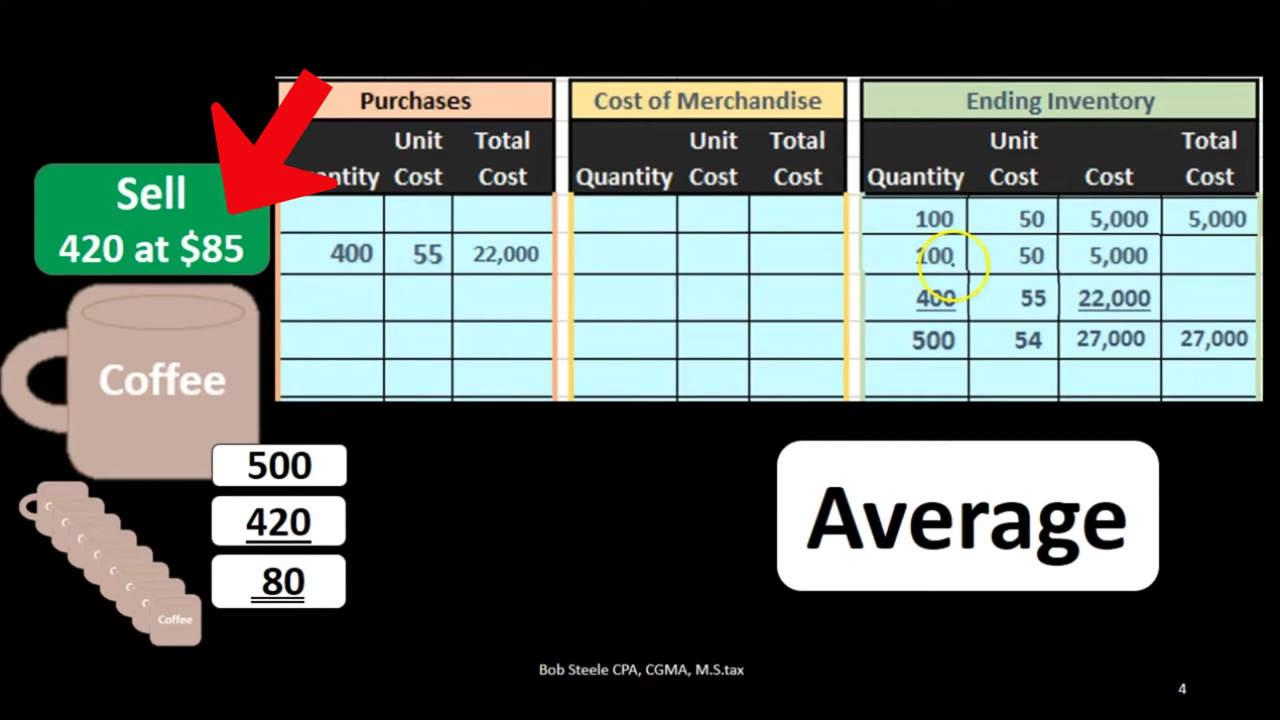 Purchases
Cost of Merchandise
Ending Inventory
Unit Total
Unit Total
Unit Total
ntity Cost Cost
Quantity Cost Cost
Quantity Cost Cost Cost
Sell
420 at $85
100 50 5,000 5,000
400 55 22,000
100 50 5,000
400 55 22,000
500 54 27,000 27,000
Coffee
500
420
80
Coffee
Average
Bob Steele CPA, CGMA, M.S.tax
4